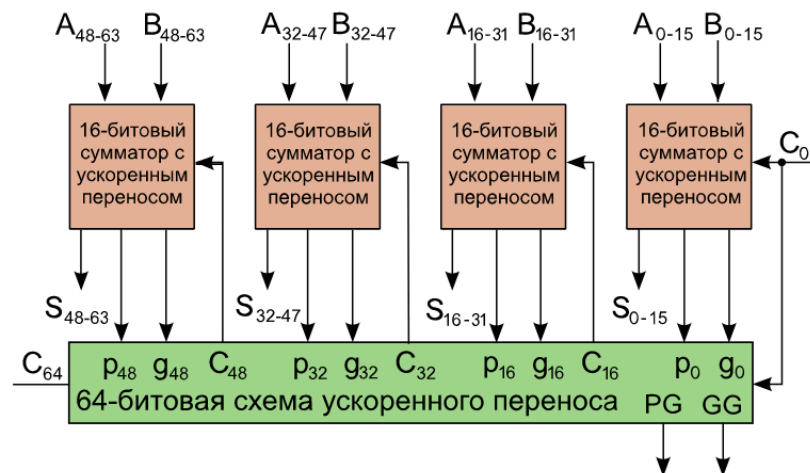 A48-63 B48-63 A32-47 B32-47 A16-31 B16-31 A0-15 B0-15
16-битовый сумматор с ускоренным переносом
16-битовый сумматор с ускоренным переносом
16-битовый сумматор с ускоренным переносом
16-битовый сумматор с ускоренным переносом
C0
S48-63 S32-47 S16-31 S0-15
C64 p48 g48 C48 p32 g32 C32 p16 g16 C16 p0 g0
64-битовая схема ускоренного переноса PG GG